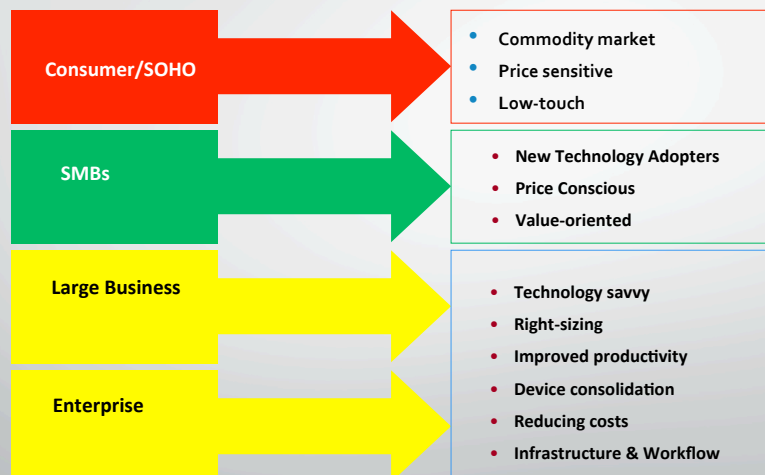 Consumer/SOHO
Commodity market
Price sensitive
Low-touch
SMBs
New Technology Adopters
Price Conscious
Value-oriented
Large Business
Enterprise
Technology savvy
Right-sizing
Improved productivity
Device consolidation
Reducing costs
Infrastructure & Workflow